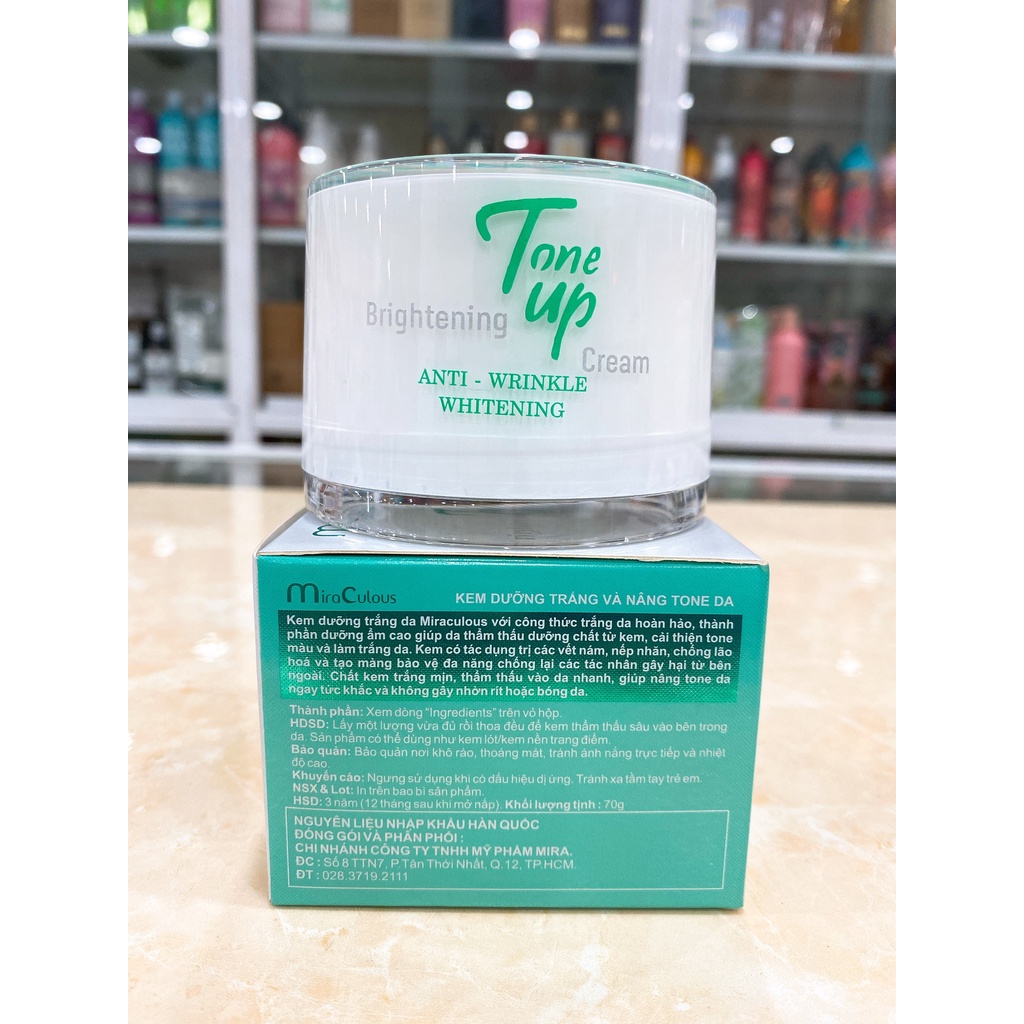 Tone
up
Brightening
Cream
ANTI - WRINKLE
WHITENING
miraCulous
KEM DƯỠNG TRẮNG VÀ NÂNG TONE DA
Kem dưỡng trắng da Miraculous với công thức trắng da hoàn hảo, thành
phần dưỡng ẩm cao giúp da thẩm thấu dưỡng chất từ kem, cải thiện tone
màu và làm trắng da. Kem có tác dụng trị các vết nám, nếp nhăn, chống lão
hoá và tạo màng bảo vệ đa năng chống lại các tác nhân gây hại từ bên
ngoài. Chất kem trắng mịn, thẩm thấu vào da nhanh, giúp nâng tone da
ngay tức khắc và không gây nhờn rít hoặc bóng da.
Thành phần: Xem dòng "Ingredients" trên vỏ hộp.
HDSD: Lấy một lượng vừa đủ rồi thoa đều để kem thẩm thấu sâu vào bên trong
da. Sản phẩm có thể dùng như kem lót/kem nền trang điểm.
Bảo quản: Bảo quản nơi khô ráo, thoáng mát, tránh ánh nắng trực tiếp và nhiệt
độ cao.
Khuyến cáo: Ngưng sử dụng khi có dấu hiệu dị ứng. Tránh xa tầm tay trẻ em.
NSX & Lot: In trên bao bì sản phẩm.
HSD: 3 năm (12 tháng sau khi mở nắp). Khối lượng tịnh : 70g
NGUYÊN LIỆU NHẬP KHẨU HÀN QUỐC
ĐÓNG GÓI VÀ PHÂN PHỐI :
CHI NHÁNH CÔNG TY TNHH MỸ PHẨM MIRA.
ĐC : Số 8 TTN7, P.Tân Thới Nhất, Q.12, TP.HCM.
ĐT : 028.3719.2111